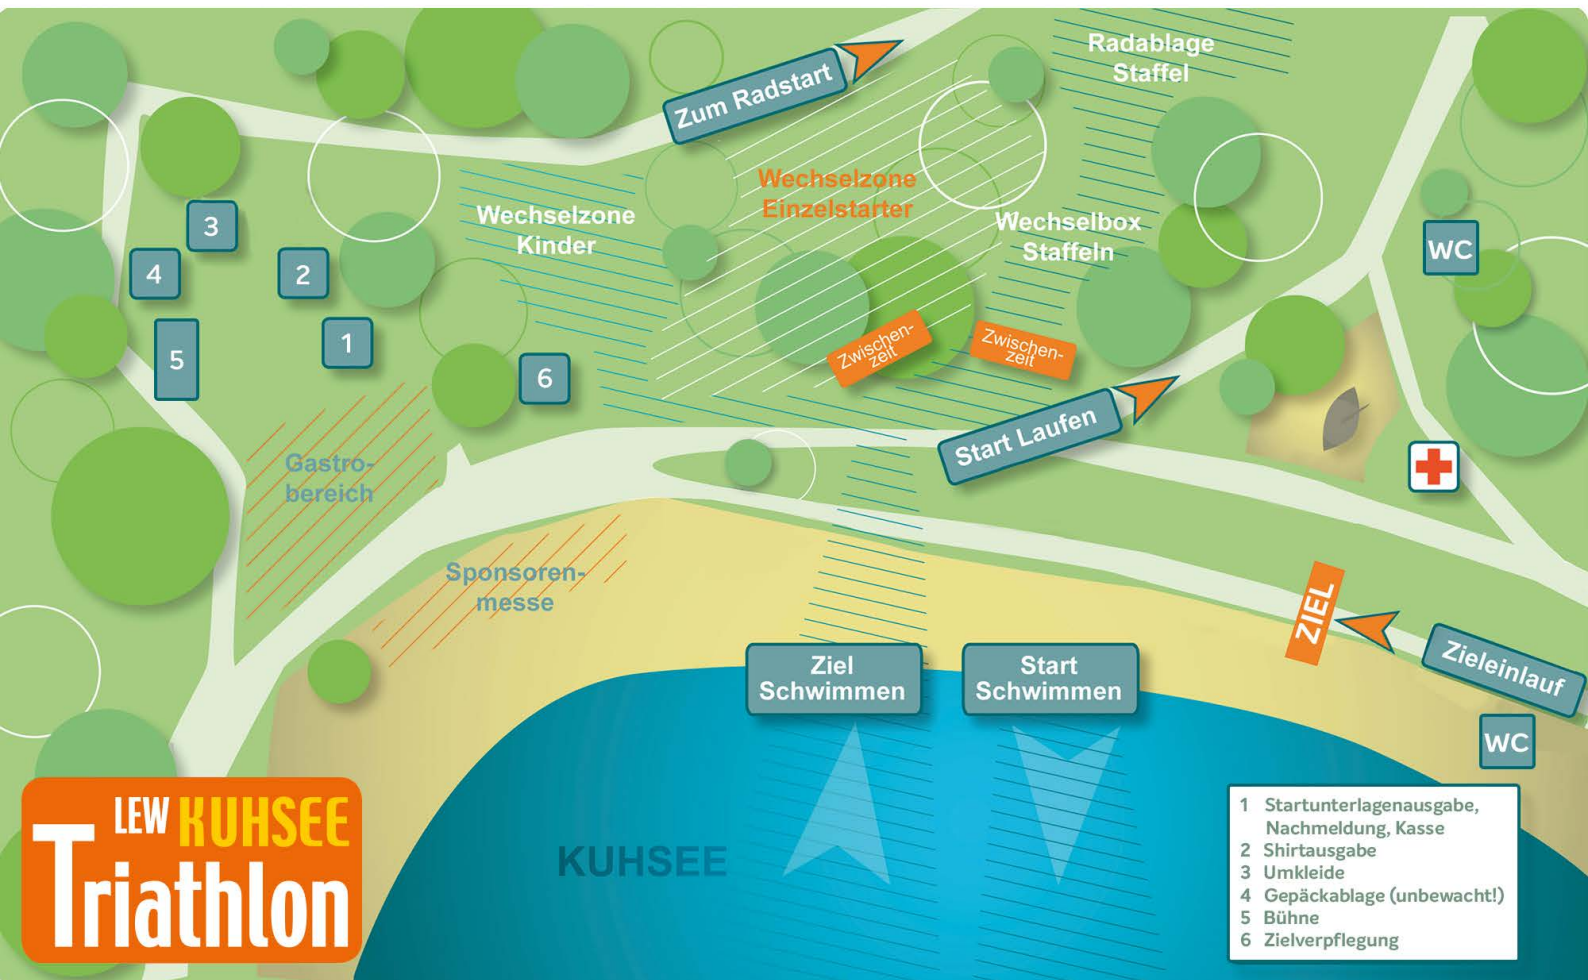 Radablage
Staffel
Zum Radstart
Wechselzone
Einzelstarter
Wechselzone
Kinder
Wechselbox
Staffeln
3
4
2
1
5
6
WC
Zwischen-
zeit
Zwischen-
zeit
Start Laufen
Gastro-
bereich
Sponsoren-
messe
ZIEL
Zieleinlauf
Ziel
Schwimmen
Start
Schwimmen
WC
KUHSEE
LEW KUHSEE
Triathlon
1 Startunterlagenausgabe,
Nachmeldung, Kasse
2 Shirtausgabe
3 Umkleide
4 Gepäckablage (unbewacht!)
5 Bühne
6 Zielverpflegung